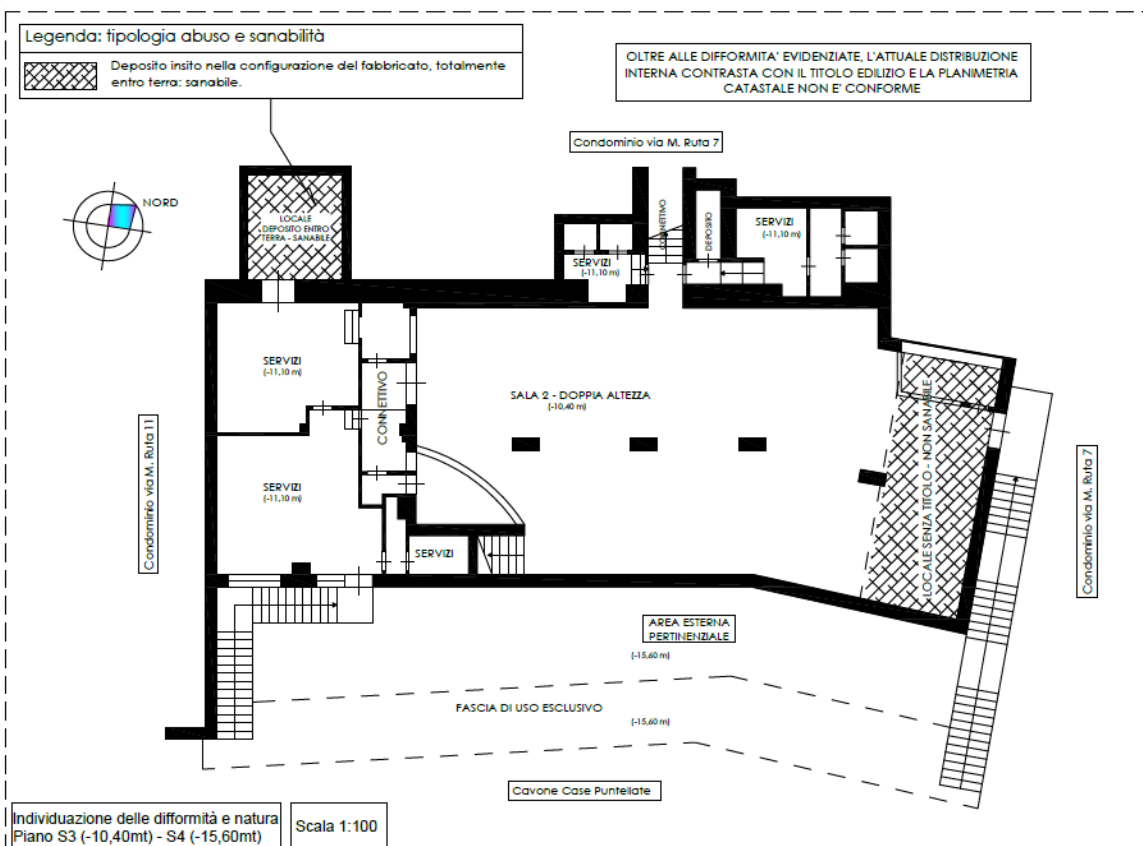 Legenda: tipologia abuso e sanabilità
Deposito insito nella configurazione del fabbricato, totalmente
entro terra: sanabile.
OLTRE ALLE DIFFORMITA' EVIDENZIATE, L'ATTUALE DISTRIBUZIONE
INTERNA CONTRASTA CON IL TITOLO EDILIZIO E LA PLANIMETRIA
CATASTALE NON E' CONFORME
Condominio via M. Ruta 7
NORD
LOCALE
DEPOSITO ENTRO
TERRA - SANABILE
CONNETTIVO
DEPOSITO
SERVIZI
(-11,10 m)
SERVIZI
(-11,10 m)
SERVIZI
(-11,10 m)
CONNETTIVO
SALA 2 - DOPPIA ALTEZZA
(-10,40 m)
LOCALE SENZA TITOLO - NON SANABILE
Condominio via M. Ruta 11
Condominio via M. Ruta 7
SERVIZI
(-11,10 m)
SERVIZI
AREA ESTERNA
PERTINENZIALE
(-15,60 m)
FASCIA DI USO ESCLUSIVO
(-15,60 m)
Cavone Case Puntellate
Individuazione delle difformità e natura
Piano S3 (-10,40mt) - S4 (-15,60mt)
Scala 1:100